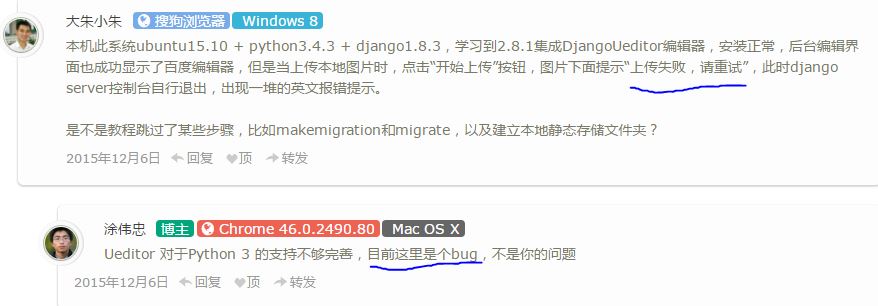 大朱小朱 搜狗浏览器 Windows 8
本机此系统ubuntu15.10 + python3.4.3 + django1.8.3，学习到2.8.1集成DjangoUeditor编辑器，安装正常，后台编辑界
面也成功显示了百度编辑器，但是当上传本地图片时，点击“开始上传”按钮，图片下面提示“上传失败，请重试”，此时django
server控制台自行退出，出现一堆的英文报错提示。
是不是教程跳过了某些步骤，比如makemigration和migrate，以及建立本地静态存储文件夹？
2015年12月6日 回复 顶 转发
涂伟忠 博主 Chrome 46.0.2490.80 Mac OS X
Ueditor 对于Python 3 的支持不够完善，目前这里是个bug，不是你的问题
2015年12月6日 回复 顶 转发